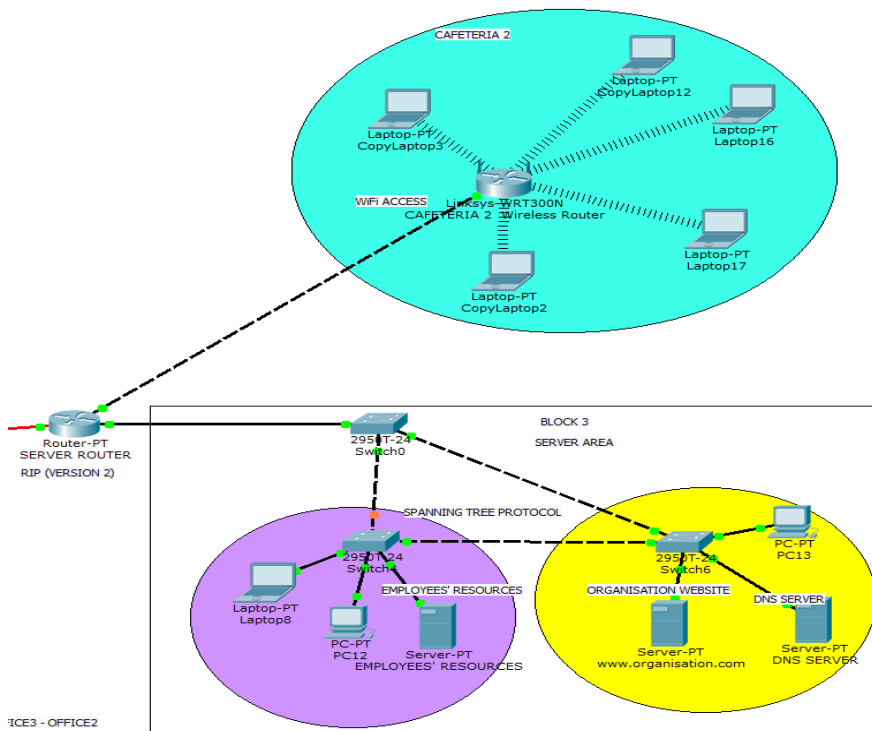 CAFETERIA 2
Laptop-PT
CopyLaptop12
Laptop-PT
CopyLaptop3
Laptop-PT
Laptop16
WiFi ACCESS
Linksys-WRT300N
CAFETERIA 2 Wireless Router
Laptop-PT
Laptop17
Laptop-PT
CopyLaptop2
Router-PT
SERVER ROUTER
RIP (VERSION 2)
BLOCK 3
SERVER AREA
2950T-24
Switch0
SPANNING TREE PROTOCOL
2950T-24
2950T-24
Switch6
PC-PT
PC13
EMPLOYEES' RESOURCES
ORGANISATION WEBSITE
DNS SERVER
Laptop-PT
Laptop8
PC-PT
PC12
Server-PT
EMPLOYEES' RESOURCES
Server-PT
www.organisation.com
Server-PT
DNS SERVER
FICE3 - OFFICE2